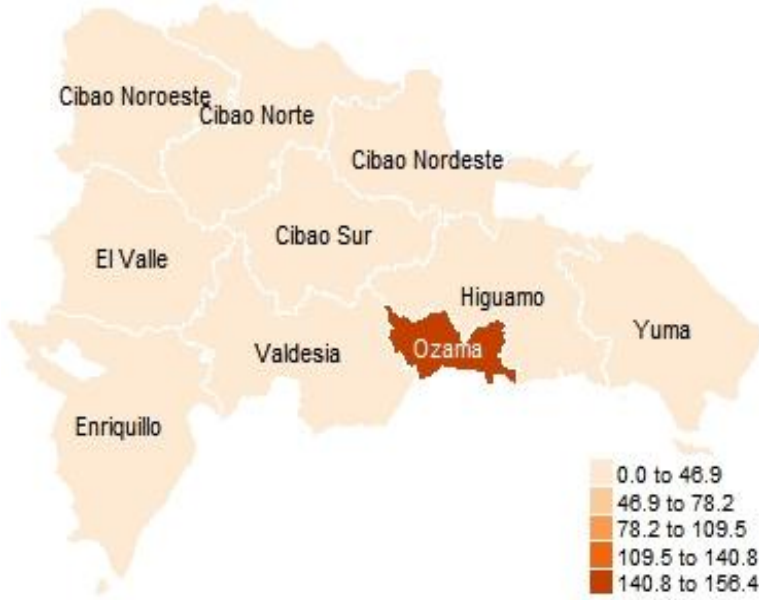 Cibao Noroeste
Cibao Norte
Cibao Nordeste
Cibao Sur
El Valle
Higuamo
Yuma
Ozama
Valdesia
Enriquillo
0.0 to 46.9
46.9 to 78.2
78.2 to 109.5
109.5 to 140.8
140.8 to 156.4